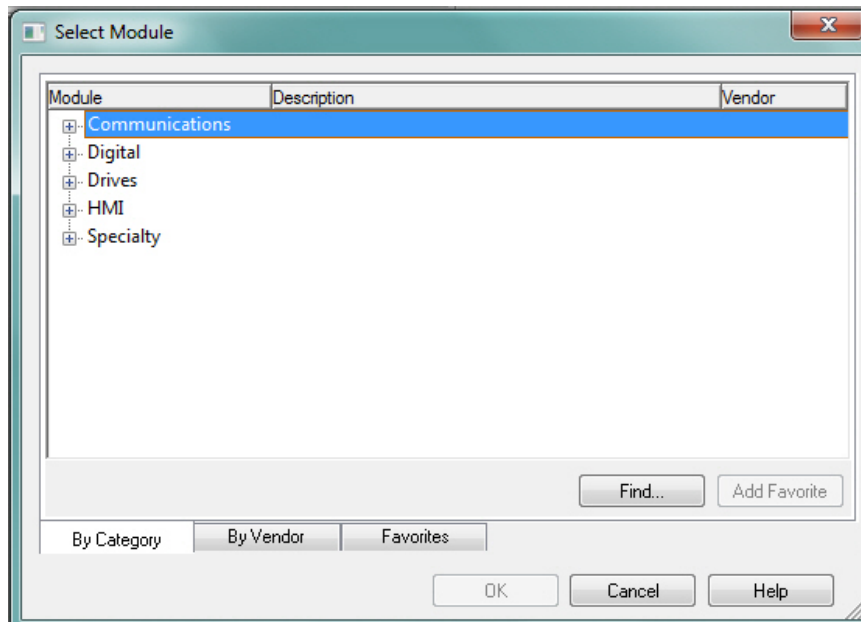 Select Module
Module Description Vendor
Communications
Digital
Drives
HMI
Specialty
Find... Add Favorite
By Category By Vendor Favorites
OK Cancel Help